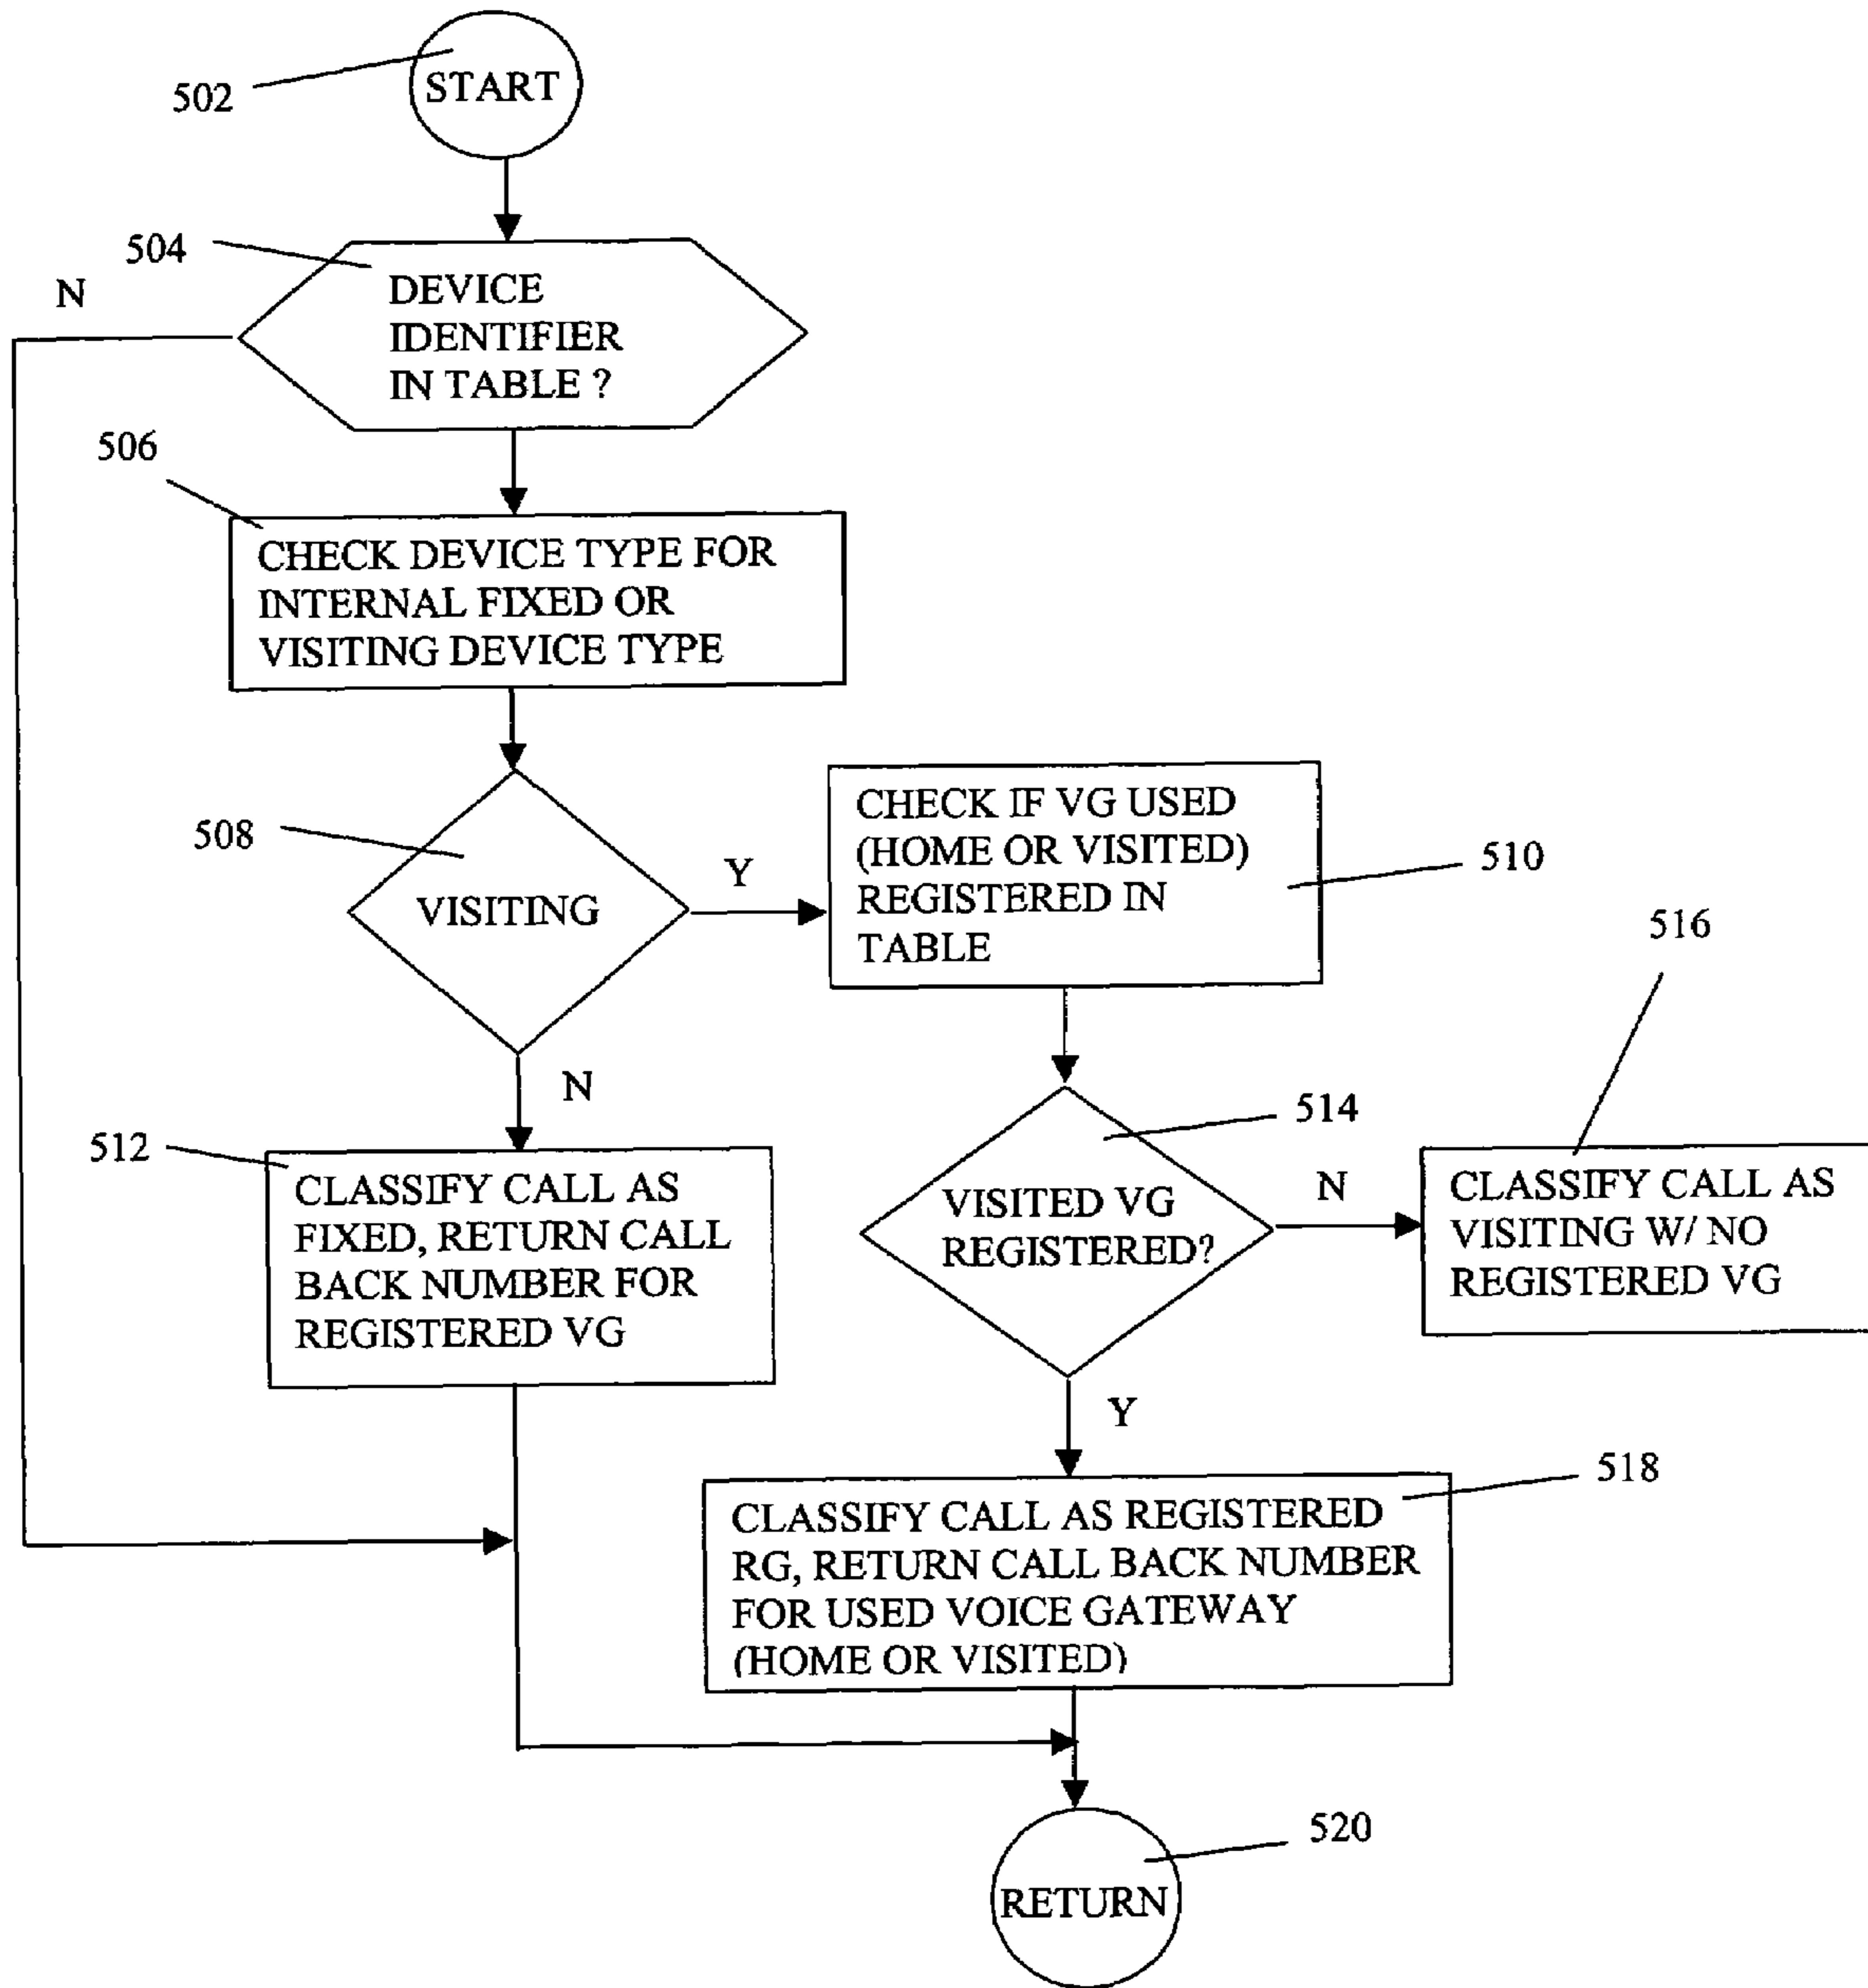 START
502
504
N
DEVICE
IDENTIFIER
IN TABLE ?
506
CHECK DEVICE TYPE FOR
INTERNAL FIXED OR
VISITING DEVICE TYPE
508
VISITING
Y
CHECK IF VG USED
(HOME OR VISITED)
REGISTERED IN
TABLE
510
516
N
512
CLASSIFY CALL AS
FIXED, RETURN CALL
BACK NUMBER FOR
REGISTERED VG
514
VISITED VG
REGISTERED?
N
CLASSIFY CALL AS
VISITING W/ NO
REGISTERED VG
Y
518
CLASSIFY CALL AS REGISTERED
RG, RETURN CALL BACK NUMBER
FOR USED VOICE GATEWAY
(HOME OR VISITED)
520
RETURN